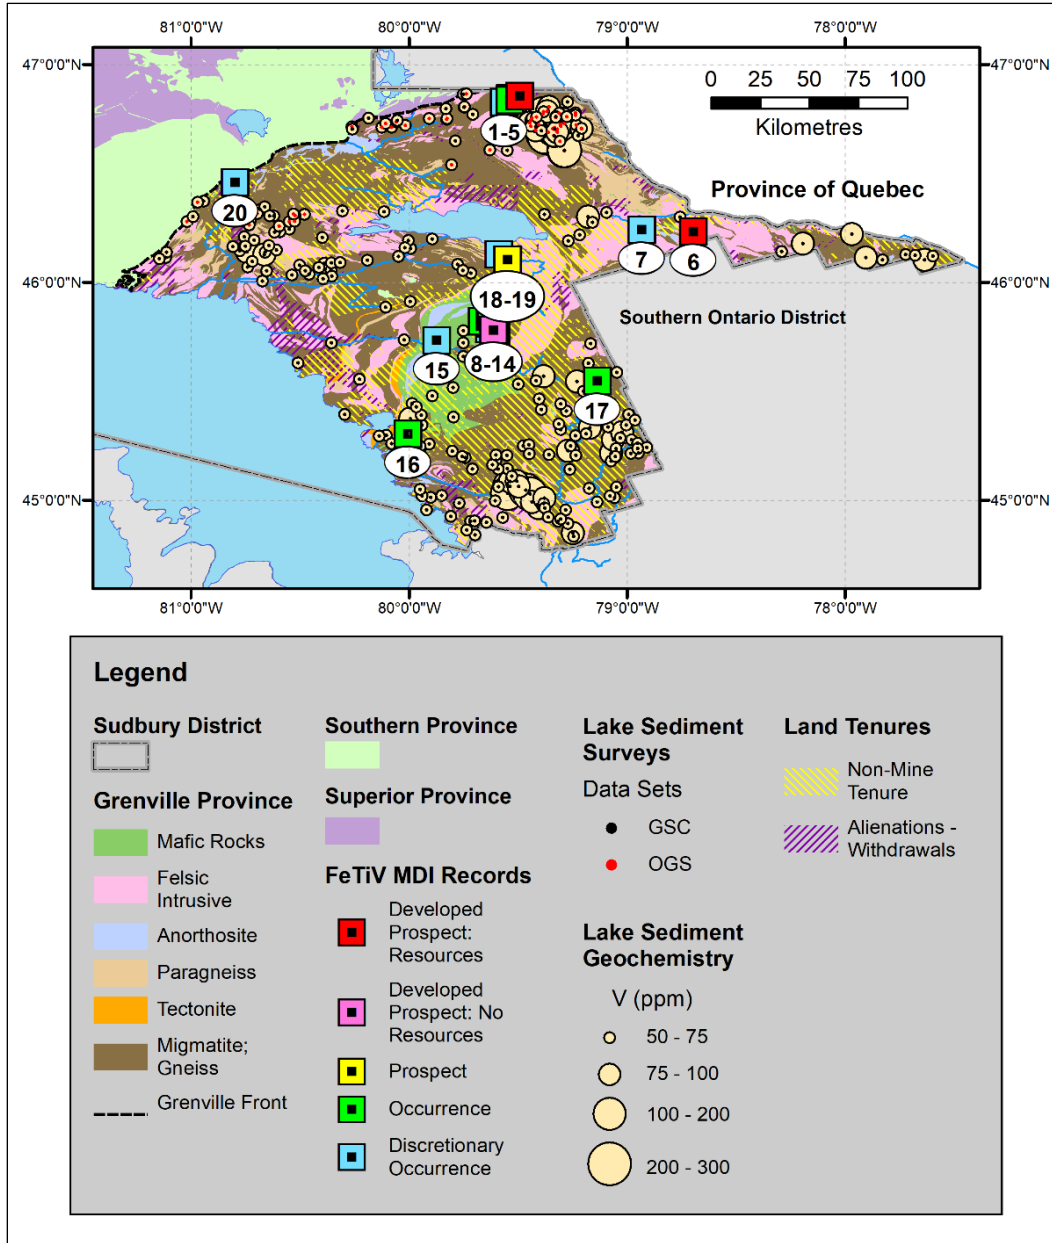 81°0'0"W
80°0'0"W
79°0'0"W
78°0'0"W
47°0'0"N
47°0'0"N
0 25 50 75 100
Kilometres
1-5
Province of Quebec
20
7
6
46°0'0"N
46°0'0"N
18-19
Southern Ontario District
15
8-14
17
16
45°0'0"N
45°0'0"N
81°0'0"W
80°0'0"W
79°0'0"W
78°0'0"W
Legend
Sudbury District
Grenville Province
Mafic Rocks
Felsic
Intrusive
Anorthosite
Paragneiss
Tectonite
Migmatite;
Gneiss
Grenville Front
Southern Province
Superior Province
FeTiV MDI Records
Developed
Prospect:
Resources
Developed
Prospect: No
Resources
Prospect
Occurrence
Discretionary
Occurrence
Lake Sediment
Surveys
Data Sets
GSC
OGS
Lake Sediment
Geochemistry
V (ppm)
50 - 75
75 - 100
100 - 200
200 - 300
Land Tenures
Non-Mine
Tenure
Alienations -
Withdrawals